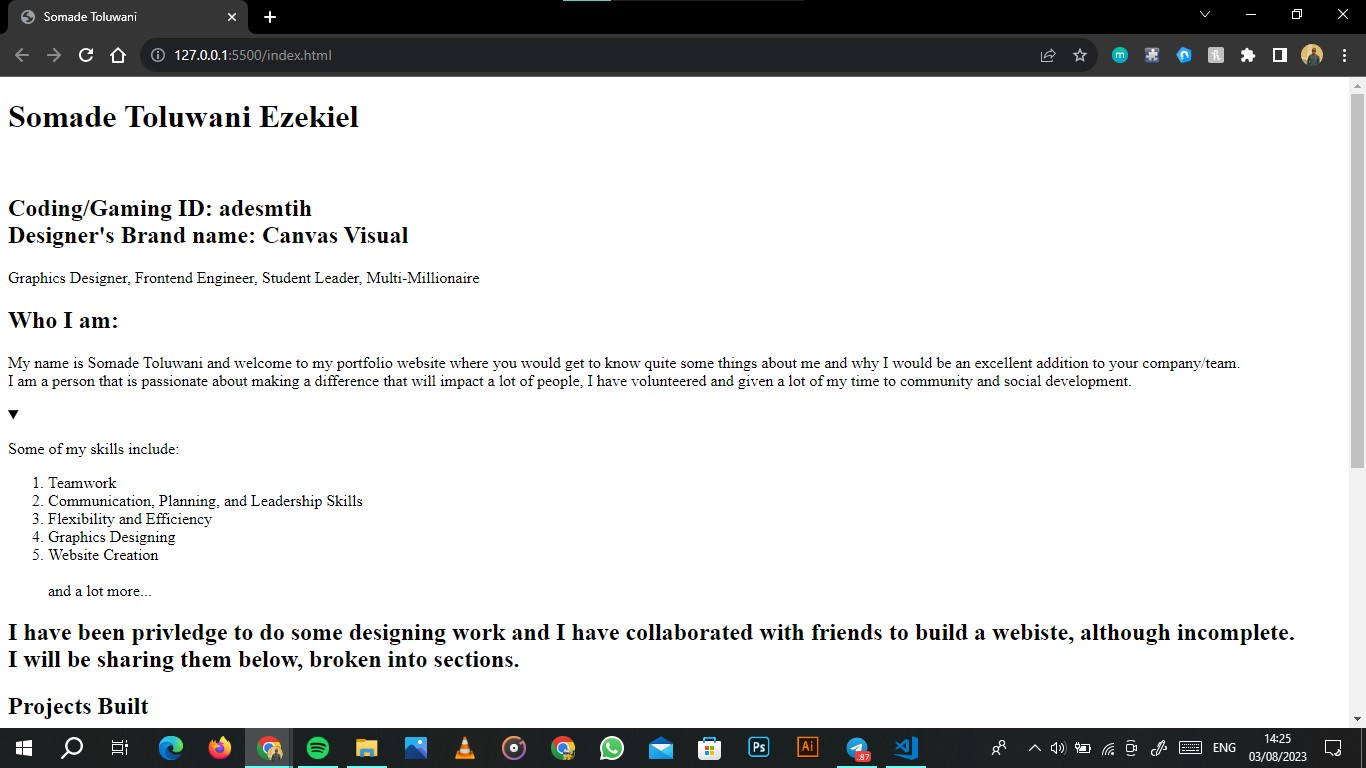 Somade Toluwani
127.0.0.1:5500/index.html
Somade Toluwani Ezekiel
Coding/Gaming ID: adesmtih
Designer's Brand name: Canvas Visual
Graphics Designer, Frontend Engineer, Student Leader, Multi-Millionaire
Who I am:
My name is Somade Toluwani and welcome to my portfolio website where you would get to know quite some things about me and why I would be an excellent addition to your company/team.
I am a person that is passionate about making a difference that will impact a lot of people, I have volunteered and given a lot of my time to community and social development.
Some of my skills include:
1. Teamwork
2. Communication, Planning, and Leadership Skills
3. Flexibility and Efficiency
4. Graphics Designing
5. Website Creation
and a lot more...
I have been privledge to do some designing work and I have collaborated with friends to build a webiste, although incomplete.
I will be sharing them below, broken into sections.
Projects Built
Ps
Ai
.87
ENG
14:25
03/08/2023